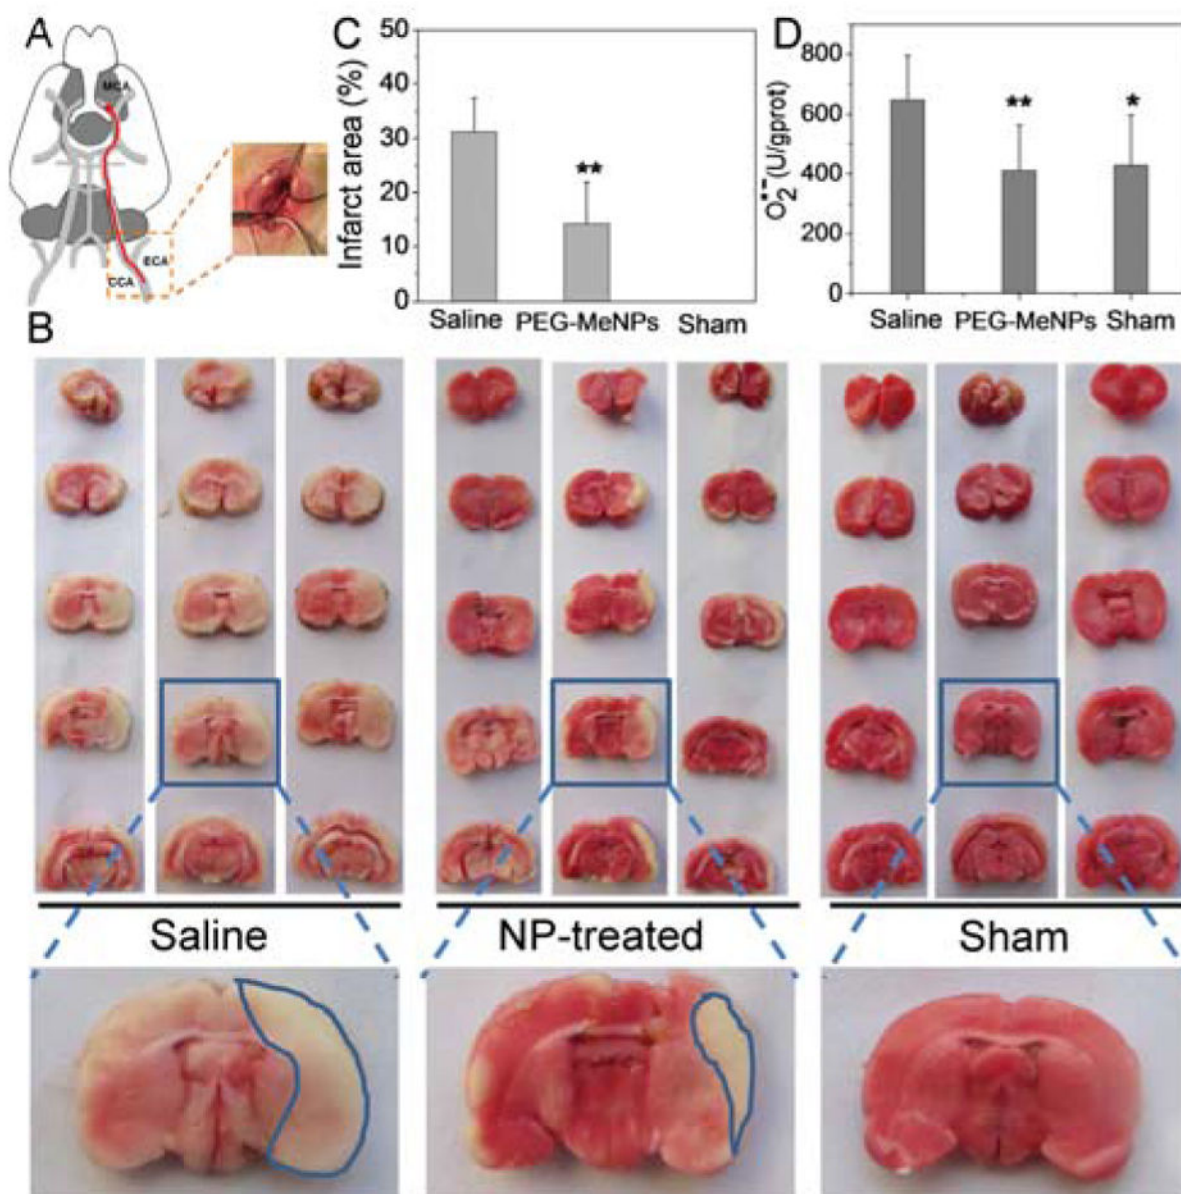 A
MCA
ECA
CCA
C
50
40
30
20
10
0
Infarct area (%)
**
Saline PEG-MeNPs Sham
D
800
600
400
200
0
O₂•⁻(U/gprot)
** *
Saline PEG-MeNPs Sham
B
Saline NP-treated Sham